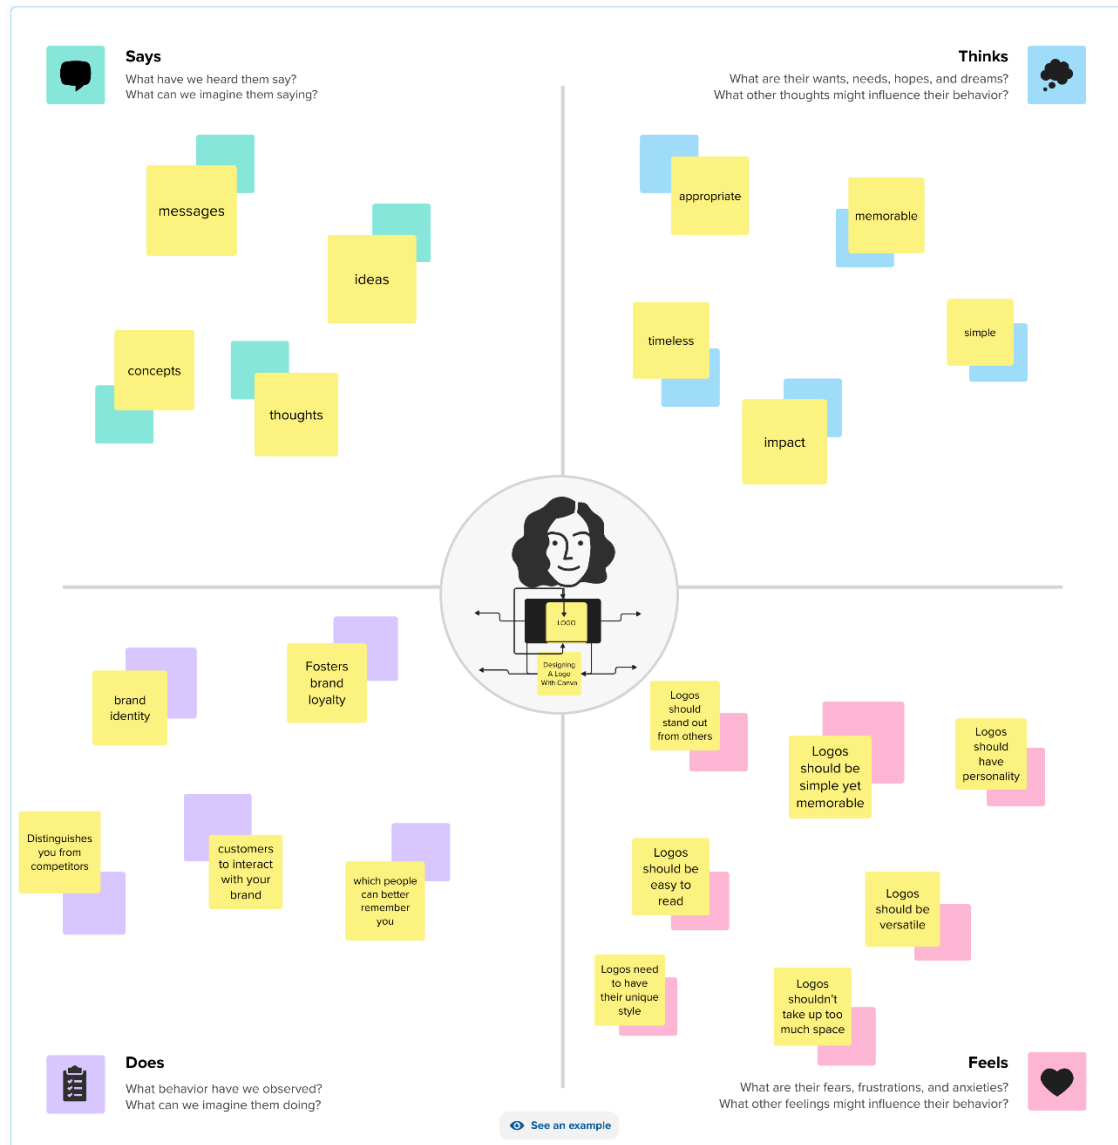 Says
What have we heard them say?
What can we imagine them saying?
messages
ideas
concepts
thoughts
Thinks
What are their wants, needs, hopes, and dreams?
What other thoughts might influence their behavior?
appropriate
memorable
timeless
simple
impact
LOGO
Designing
A Logo
With Canva
brand
identity
Fosters
brand
loyalty
Distinguishes
you from
competitors
customers
to interact
with your
brand
which people
can better
remember
you
Does
What behavior have we observed?
What can we imagine them doing?
Logos
should
stand out
from others
Logos
should be
simple yet
memorable
Logos
should
have
personality
Logos
should be
easy to
read
Logos
should be
versatile
Logos need
to have
their unique
style
Logos
shouldn't
take up too
much space
Feels
What are their fears, frustrations, and anxieties?
What other feelings might influence their behavior?
See an example